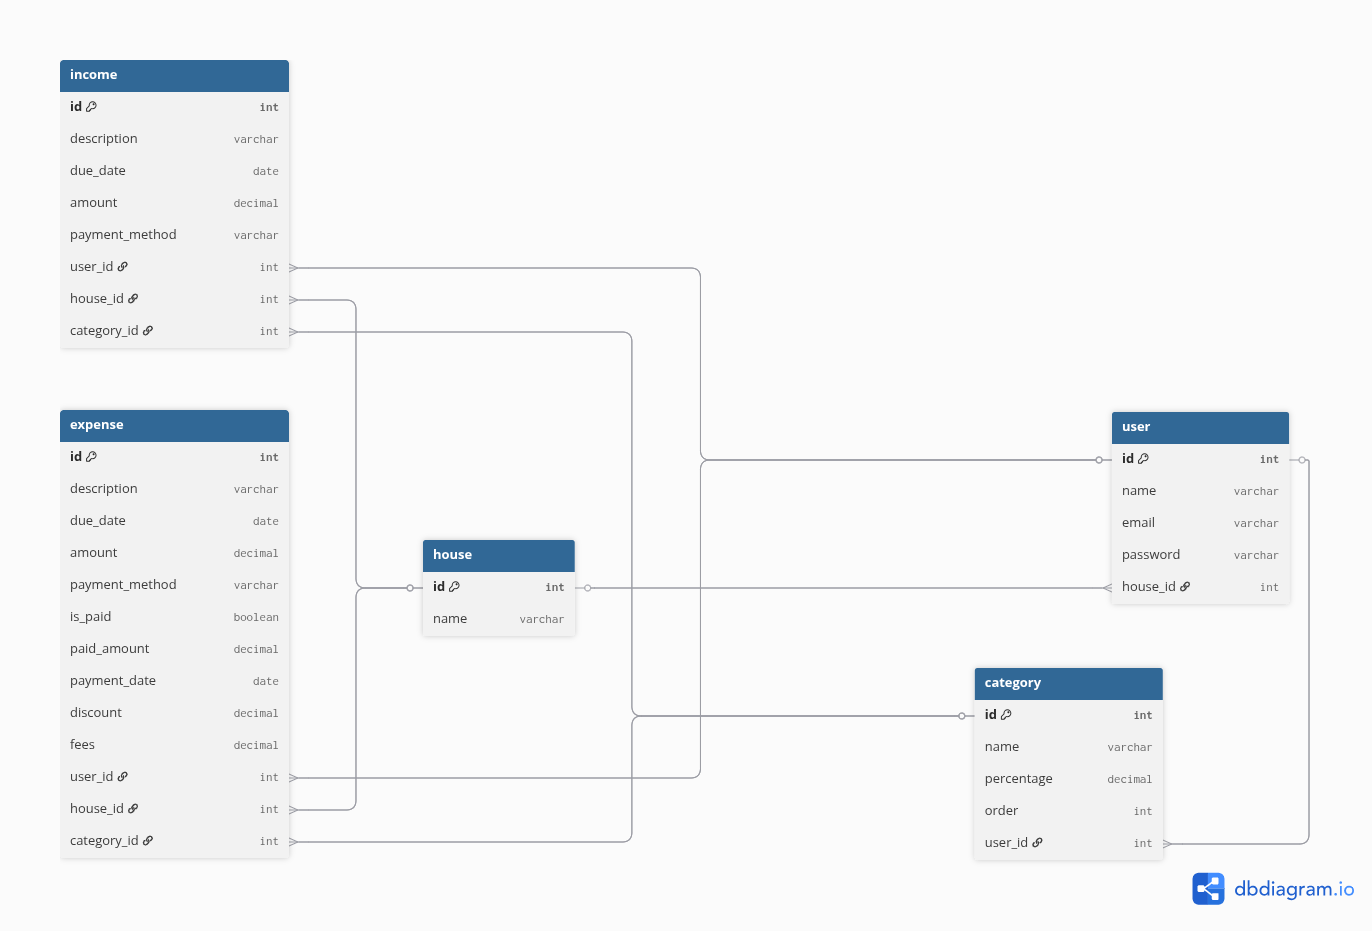 income
id int
description varchar
due_date date
amount decimal
payment_method varchar
user_id int
house_id int
category_id int
expense
id int
description varchar
due_date date
amount decimal
payment_method varchar
is_paid boolean
paid_amount decimal
payment_date date
discount decimal
fees decimal
user_id int
house_id int
category_id int
house
id int
name varchar
user
id int
name varchar
email varchar
password varchar
house_id int
category
id int
name varchar
percentage decimal
order int
user_id int
dbdiagram.io